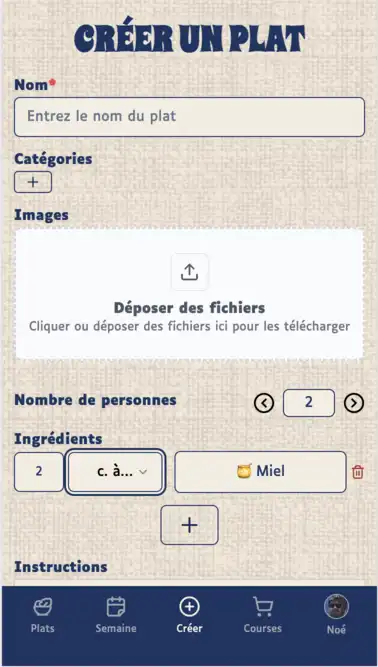 CRÉER UN PLAT
Nom*
Entrez le nom du plat
Catégories
+
Images
Déposer des fichiers
Cliquer ou déposer des fichiers ici pour les télécharger
Nombre de personnes
2
Ingrédients
2 c. à... Miel
+
Instructions
Plats Semaine Créer Courses Noé